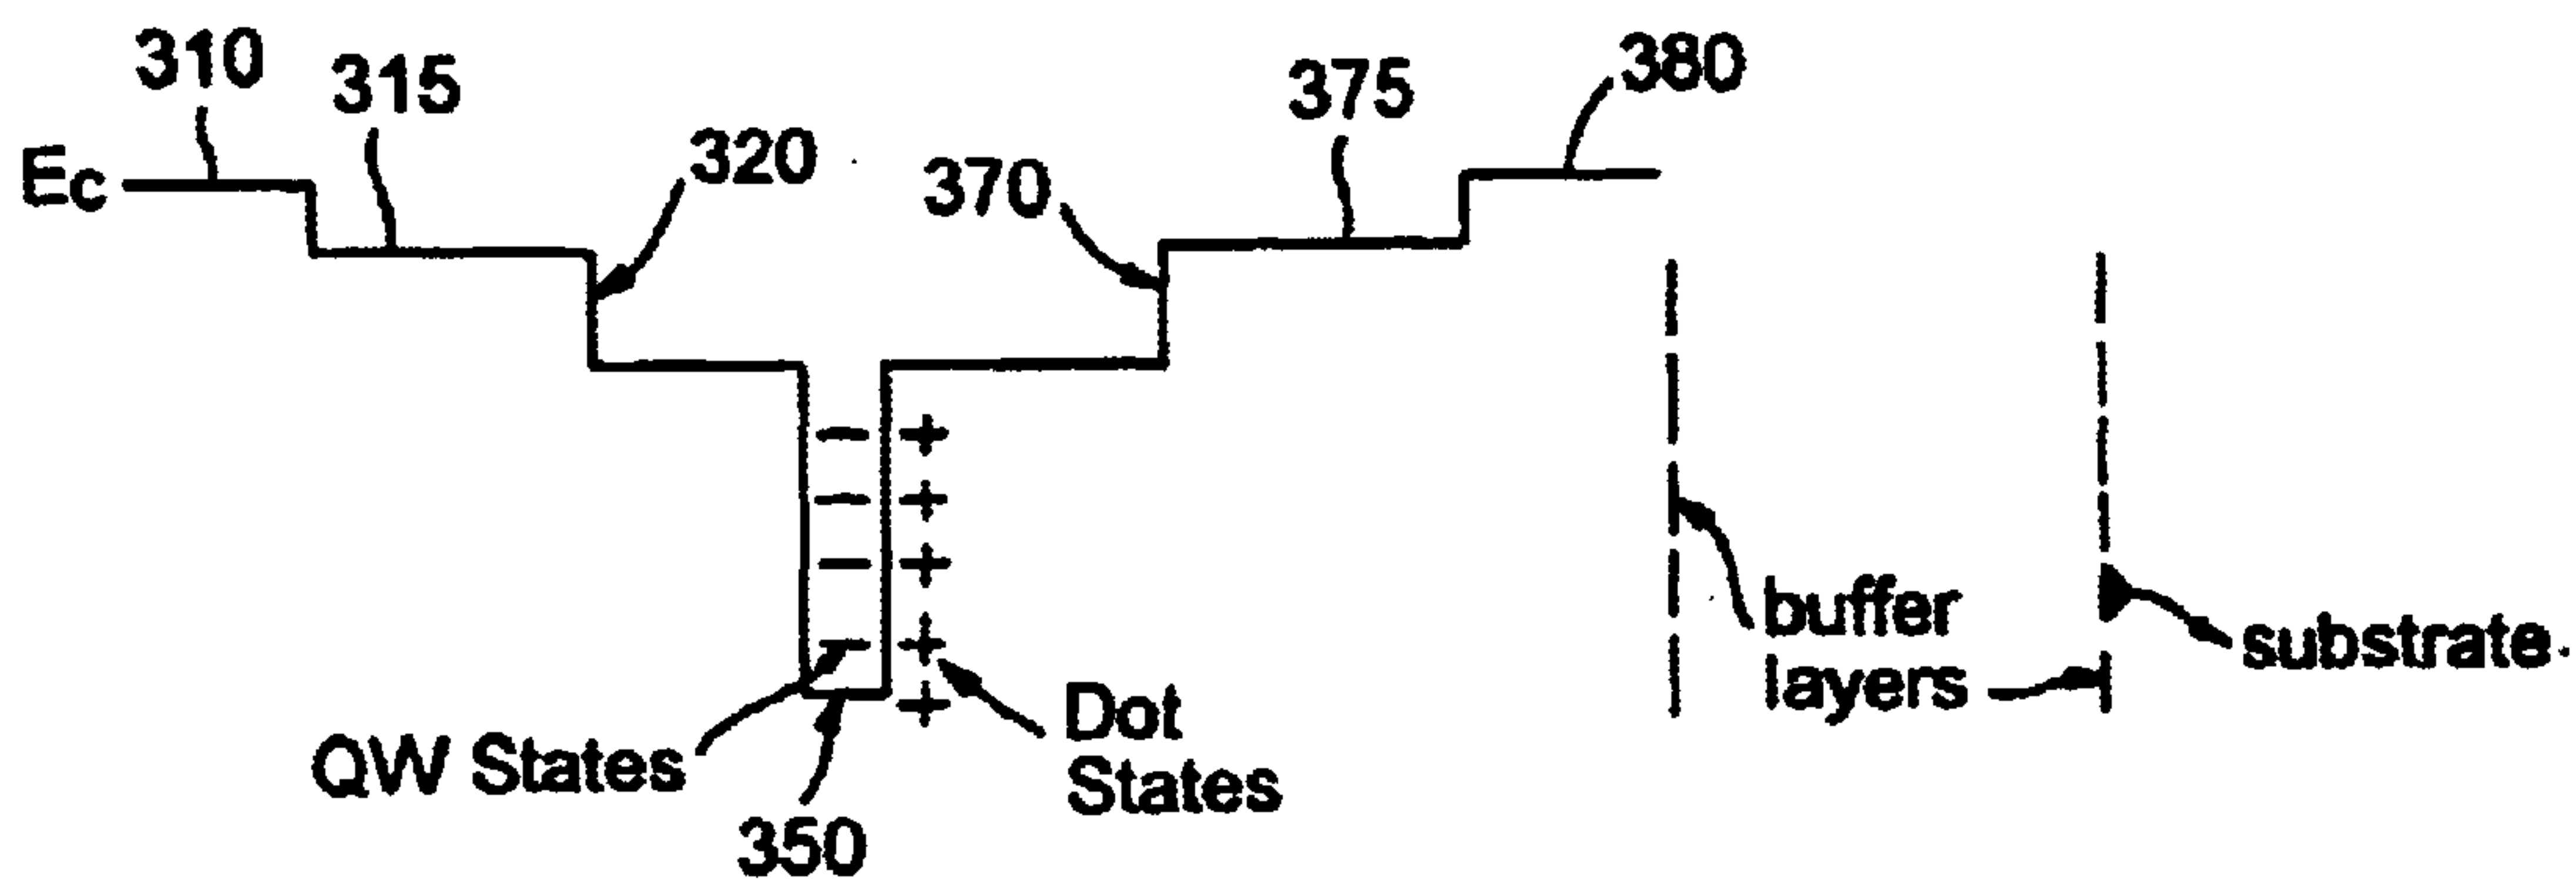 310
315
320
370
375
380
Ec
QW States
350
Dot
States
buffer
layers
substrate